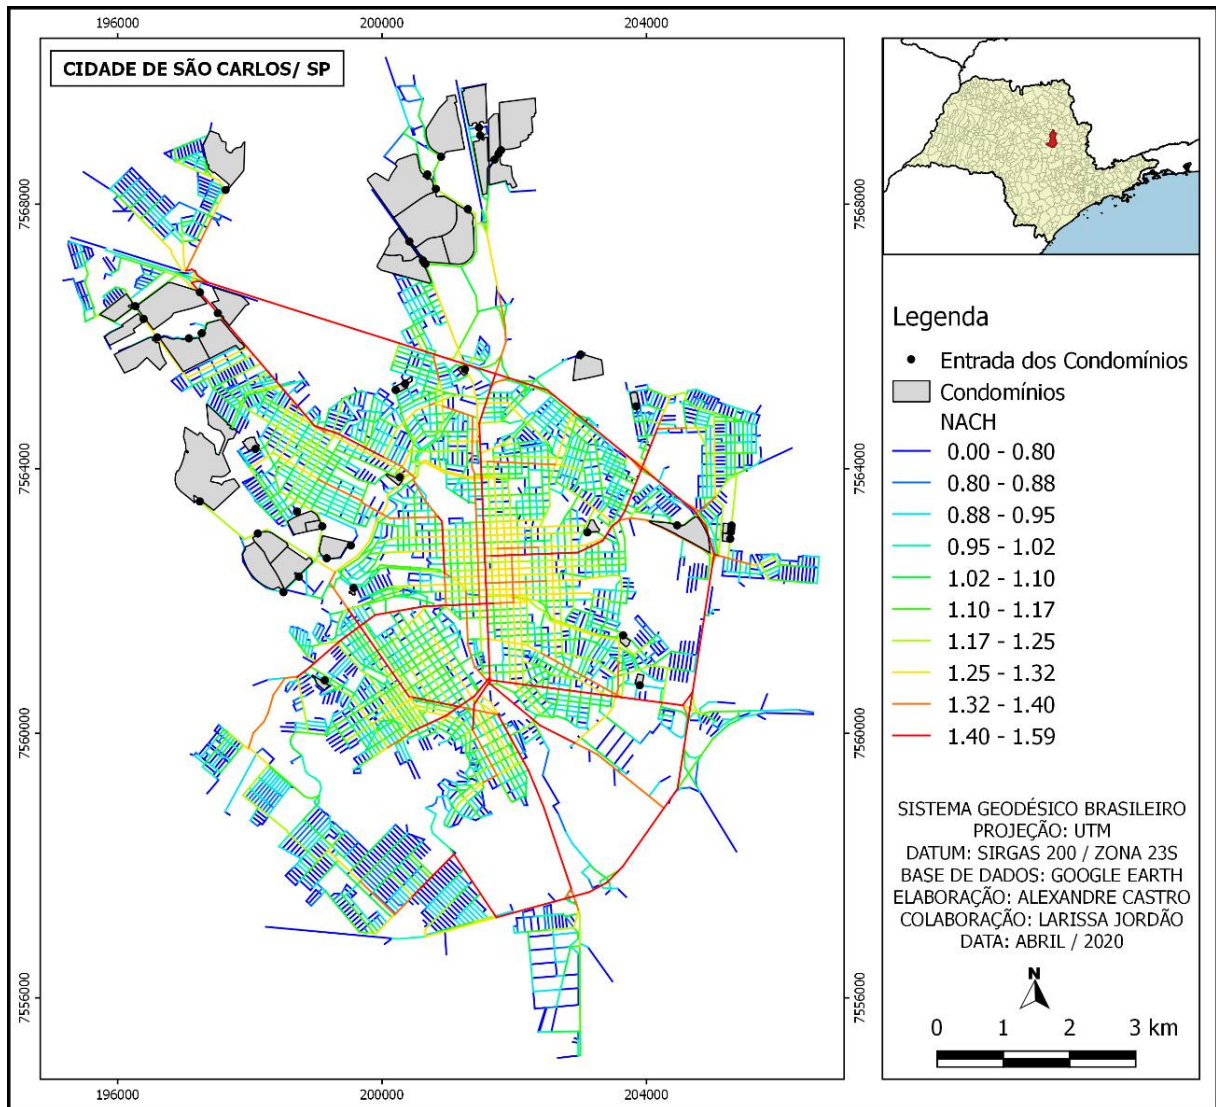 196000
200000
204000
CIDADE DE SÃO CARLOS/ SP
7568000
7564000
7560000
7556000
7568000
7564000
7560000
7556000
196000
200000
204000
Legenda
Entrada dos Condomínios
Condomínios
NACH
0.00 - 0.80
0.80 - 0.88
0.88 - 0.95
0.95 - 1.02
1.02 - 1.10
1.10 - 1.17
1.17 - 1.25
1.25 - 1.32
1.32 - 1.40
1.40 - 1.59
SISTEMA GEODÉSICO BRASILEIRO
PROJEÇÃO: UTM
DATUM: SIRGAS 200 / ZONA 23S
BASE DE DADOS: GOOGLE EARTH
ELABORAÇÃO: ALEXANDRE CASTRO
COLABORAÇÃO: LARISSA JORDÃO
DATA: ABRIL / 2020
N
0 1 2 3 km